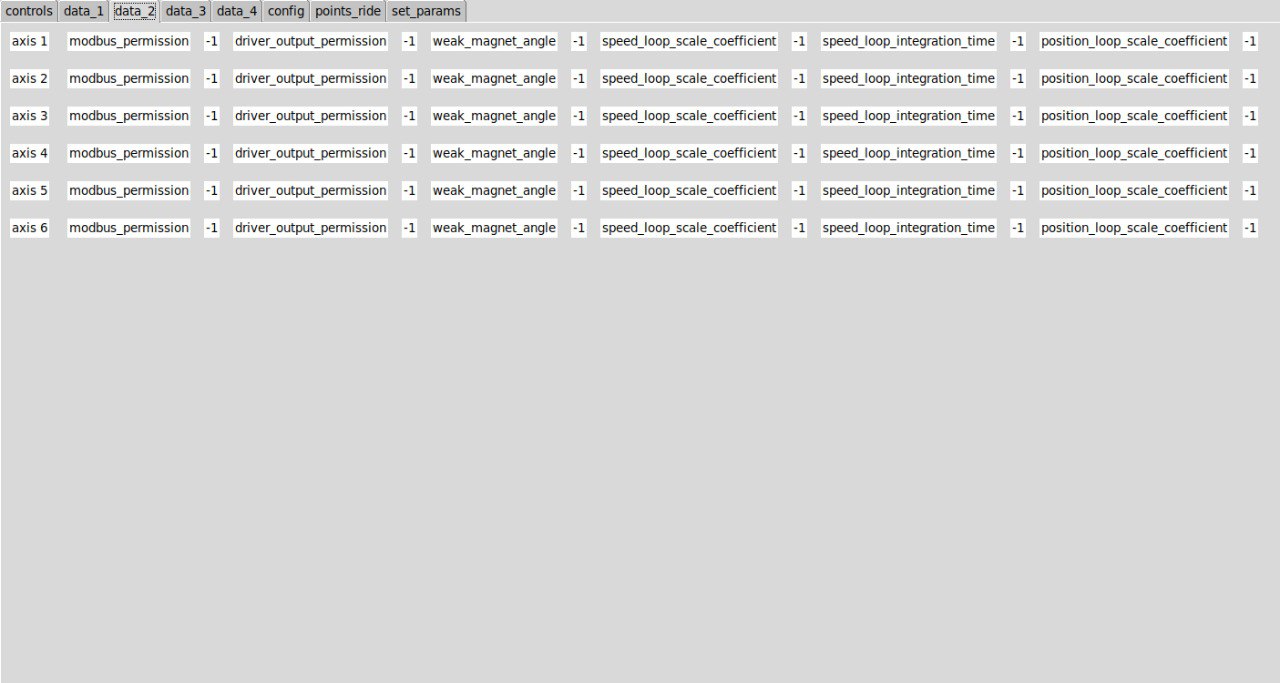 controls data_1 data_2 data_3 data_4 config points_ride set_params
axis 1 modbus_permission -1 driver_output_permission -1 weak_magnet_angle -1 speed_loop_scale_coefficient -1 speed_loop_integration_time -1 position_loop_scale_coefficient -1
axis 2 modbus_permission -1 driver_output_permission -1 weak_magnet_angle -1 speed_loop_scale_coefficient -1 speed_loop_integration_time -1 position_loop_scale_coefficient -1
axis 3 modbus_permission -1 driver_output_permission -1 weak_magnet_angle -1 speed_loop_scale_coefficient -1 speed_loop_integration_time -1 position_loop_scale_coefficient -1
axis 4 modbus_permission -1 driver_output_permission -1 weak_magnet_angle -1 speed_loop_scale_coefficient -1 speed_loop_integration_time -1 position_loop_scale_coefficient -1
axis 5 modbus_permission -1 driver_output_permission -1 weak_magnet_angle -1 speed_loop_scale_coefficient -1 speed_loop_integration_time -1 position_loop_scale_coefficient -1
axis 6 modbus_permission -1 driver_output_permission -1 weak_magnet_angle -1 speed_loop_scale_coefficient -1 speed_loop_integration_time -1 position_loop_scale_coefficient -1